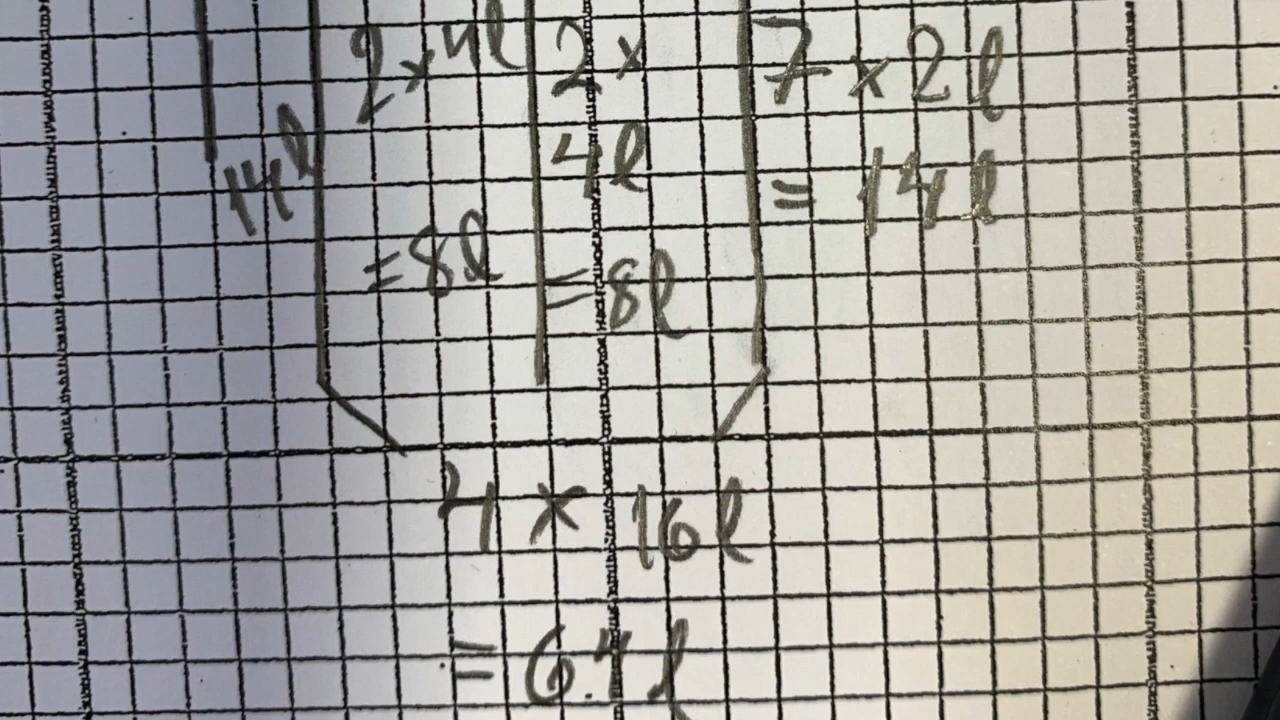 2 x 4l
2 x
7 x 2l
14l
4l
= 14l
= 8l
= 8l
4 x 16l
= 64l